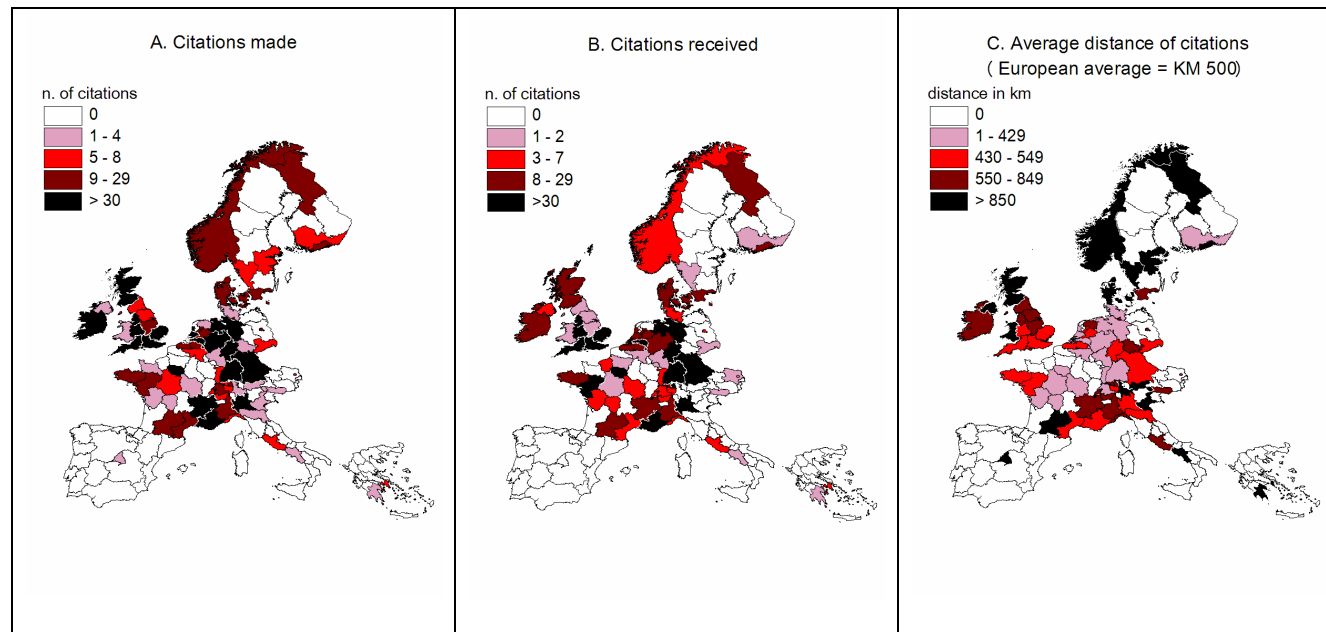 A. Citations made
n. of citations
0
1 - 4
5 - 8
9 - 29
> 30
B. Citations received
n. of citations
0
1 - 2
3 - 7
8 - 29
>30
C. Average distance of citations
( European average = KM 500)
distance in km
0
1 - 429
430 - 549
550 - 849
> 850